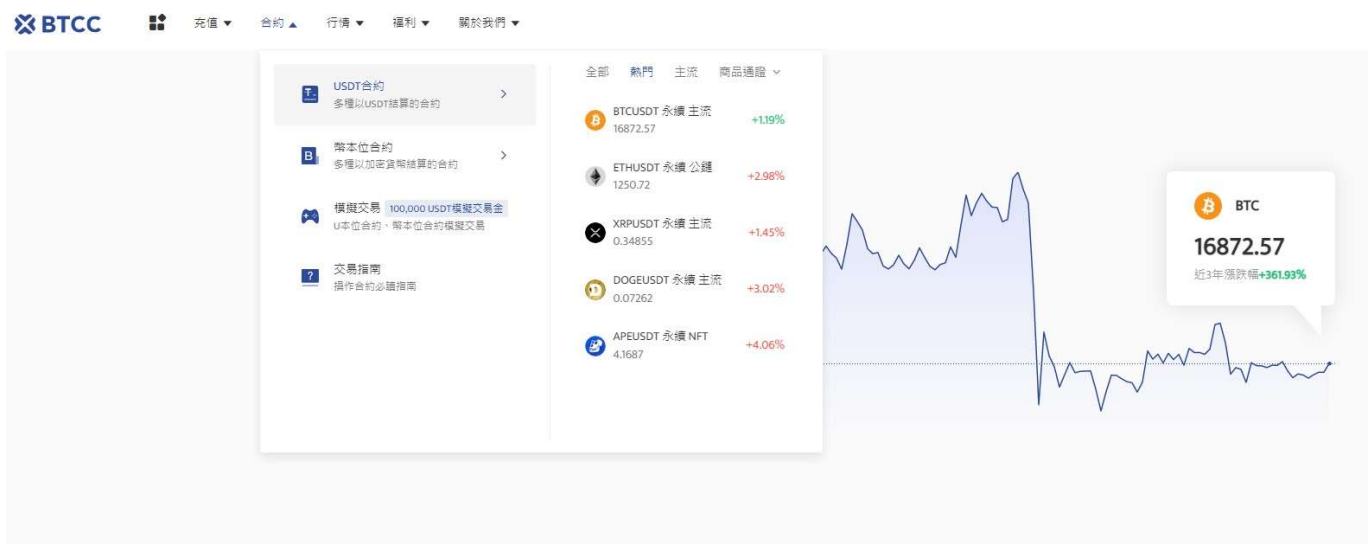 BTCC
充值 ▼ 合約 ▲ 行情 ▼ 福利 ▼ 關於我們 ▼
USDT合約
多種以USDT結算的合約
幣本位合約
多種以加密貨幣結算的合約
模擬交易 100,000 USDT模擬交易金
U本位合約、幣本位合約模擬交易
交易指南
操作合約必讀指南
全部 熱門 主流 商品通證
BTCUSDT 永續 主流
16872.57
+1.19%
ETHUSDT 永續 公鏈
1250.72
+2.98%
XRPUSDT 永續 主流
0.34855
+1.45%
DOGEUSDT 永續 主流
0.07262
+3.02%
APEUSDT 永續 NFT
4.1687
+4.06%
BTC
16872.57
近3年漲跌幅+361.93%